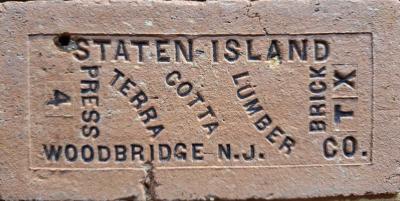 STATEN-ISLAND
4
PRESS
TERRA
COTTA
LUMBER
BRICK
TX
WOODBRIDGE N.J. CO.